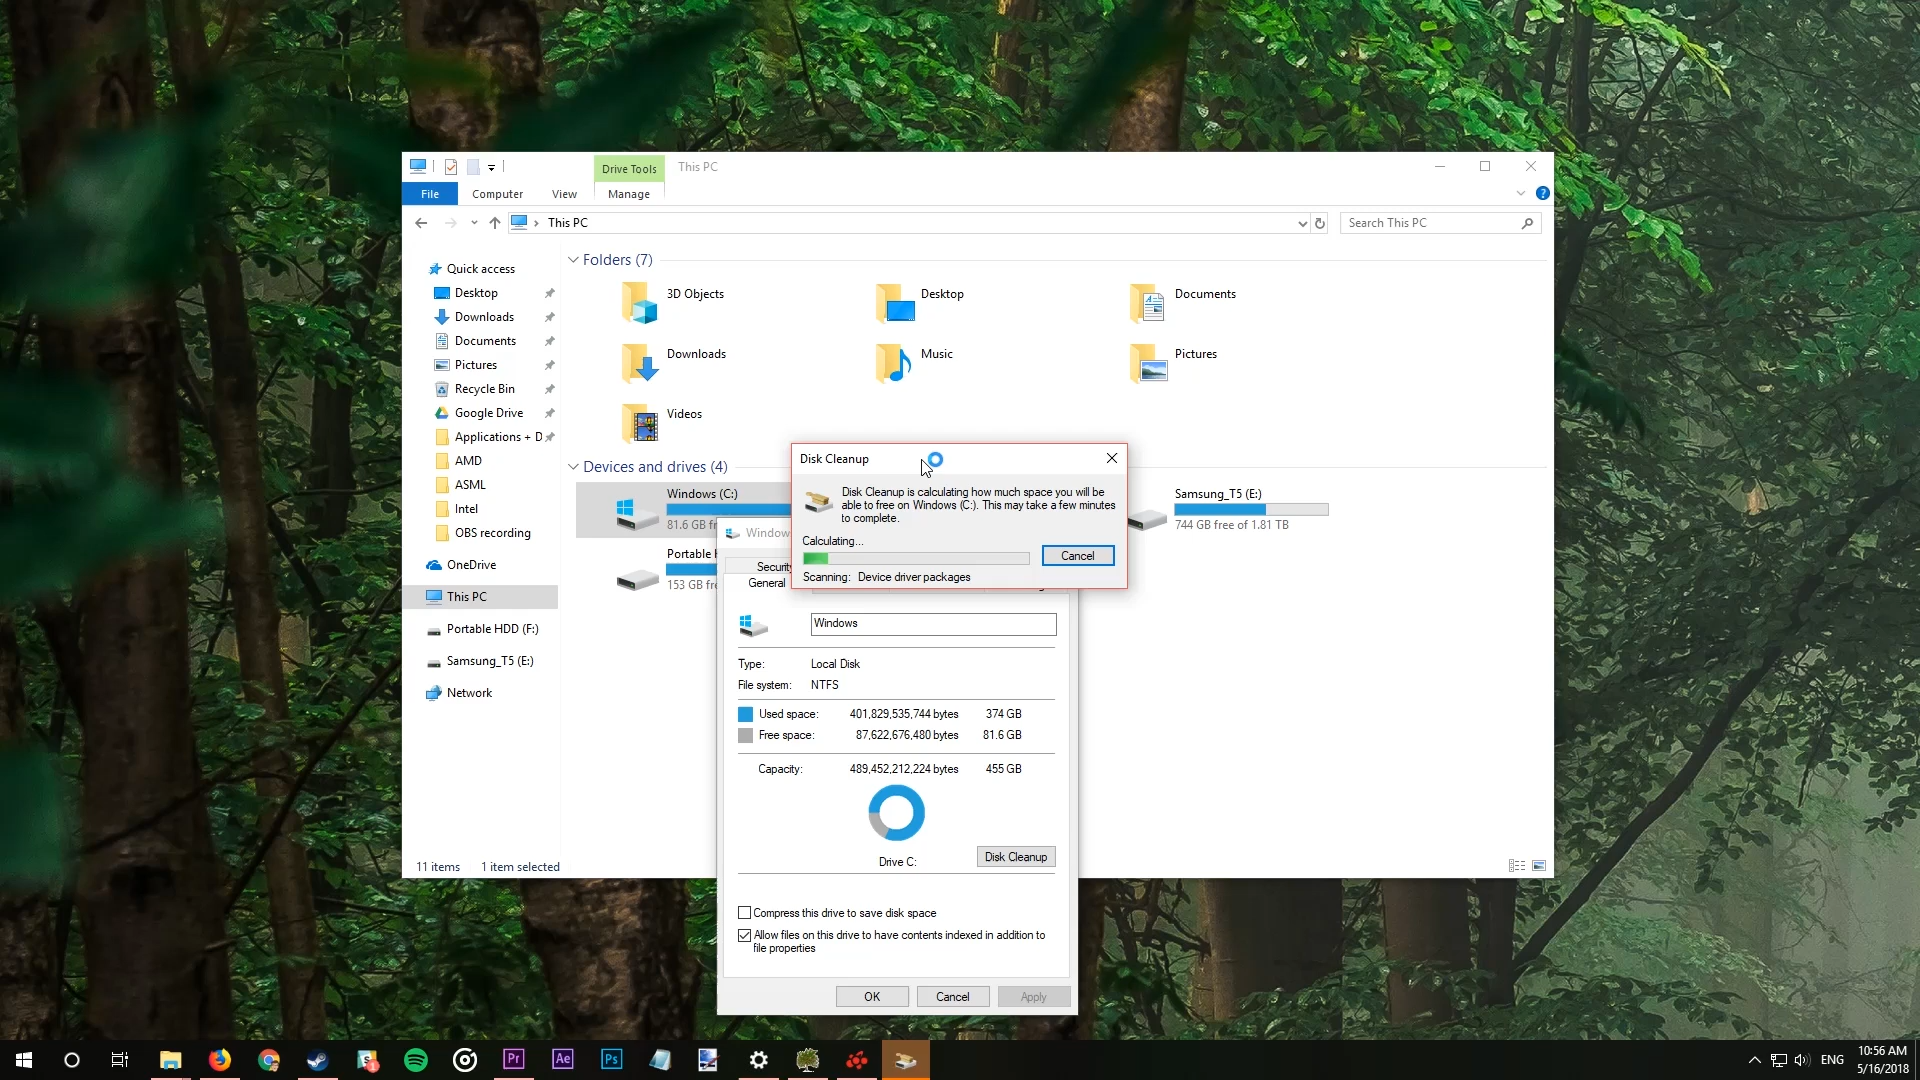 Drive Tools
This PC
File
Computer
View
Manage
This PC
Search This PC
Quick access
Desktop
Downloads
Documents
Pictures
Recycle Bin
Google Drive
Applications + D
AMD
ASML
Intel
OBS recording
OneDrive
This PC
Portable HDD (F:)
Samsung_T5 (E:)
Network
Folders (7)
3D Objects
Desktop
Documents
Downloads
Music
Pictures
Videos
Devices and drives (4)
Windows (C:)
81.6 GB fr
Samsung_T5 (E:)
744 GB free of 1.81 TB
Portable
153 GB fre
Disk Cleanup
Disk Cleanup is calculating how much space you will be
able to free on Windows (C:). This may take a few minutes
to complete.
Calculating...
Cancel
Scanning: Device driver packages
Window
Security
General
Windows
Type: Local Disk
File system: NTFS
Used space: 401,829,535,744 bytes 374 GB
Free space: 87,622,676,480 bytes 81.6 GB
Capacity: 489,452,212,224 bytes 455 GB
Drive C:
Disk Cleanup
Compress this drive to save disk space
Allow files on this drive to have contents indexed in addition to
file properties
OK
Cancel
Apply
11 items
1 item selected
Pr
Ae
Ps
ENG
10:56 AM
5/16/2018